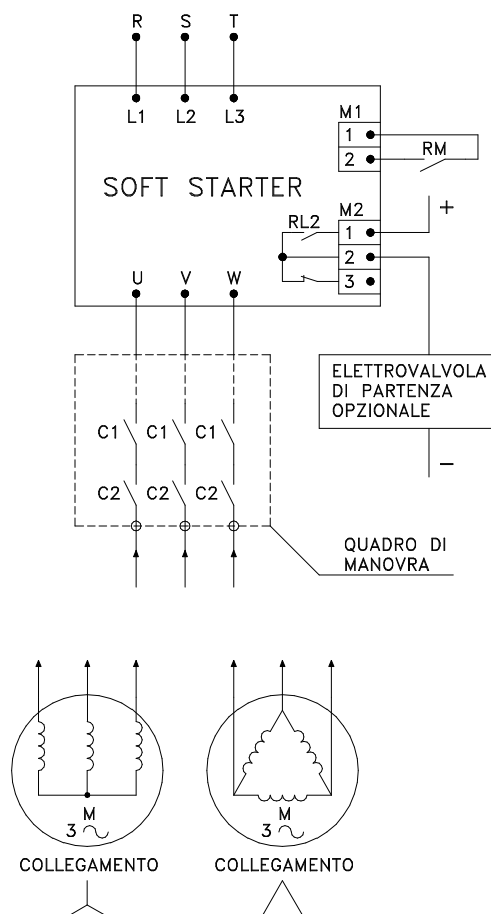 R S T
L1 L2 L3
M1
1
2
RM
SOFT STARTER
M2
RL2
1
2
3
+
U V W
ELETTROVALVOLA
DI PARTENZA
OPZIONALE
C1 C1 C1
C2 C2 C2
−
QUADRO DI
MANOVRA
M M
3 3
COLLEGAMENTO COLLEGAMENTO